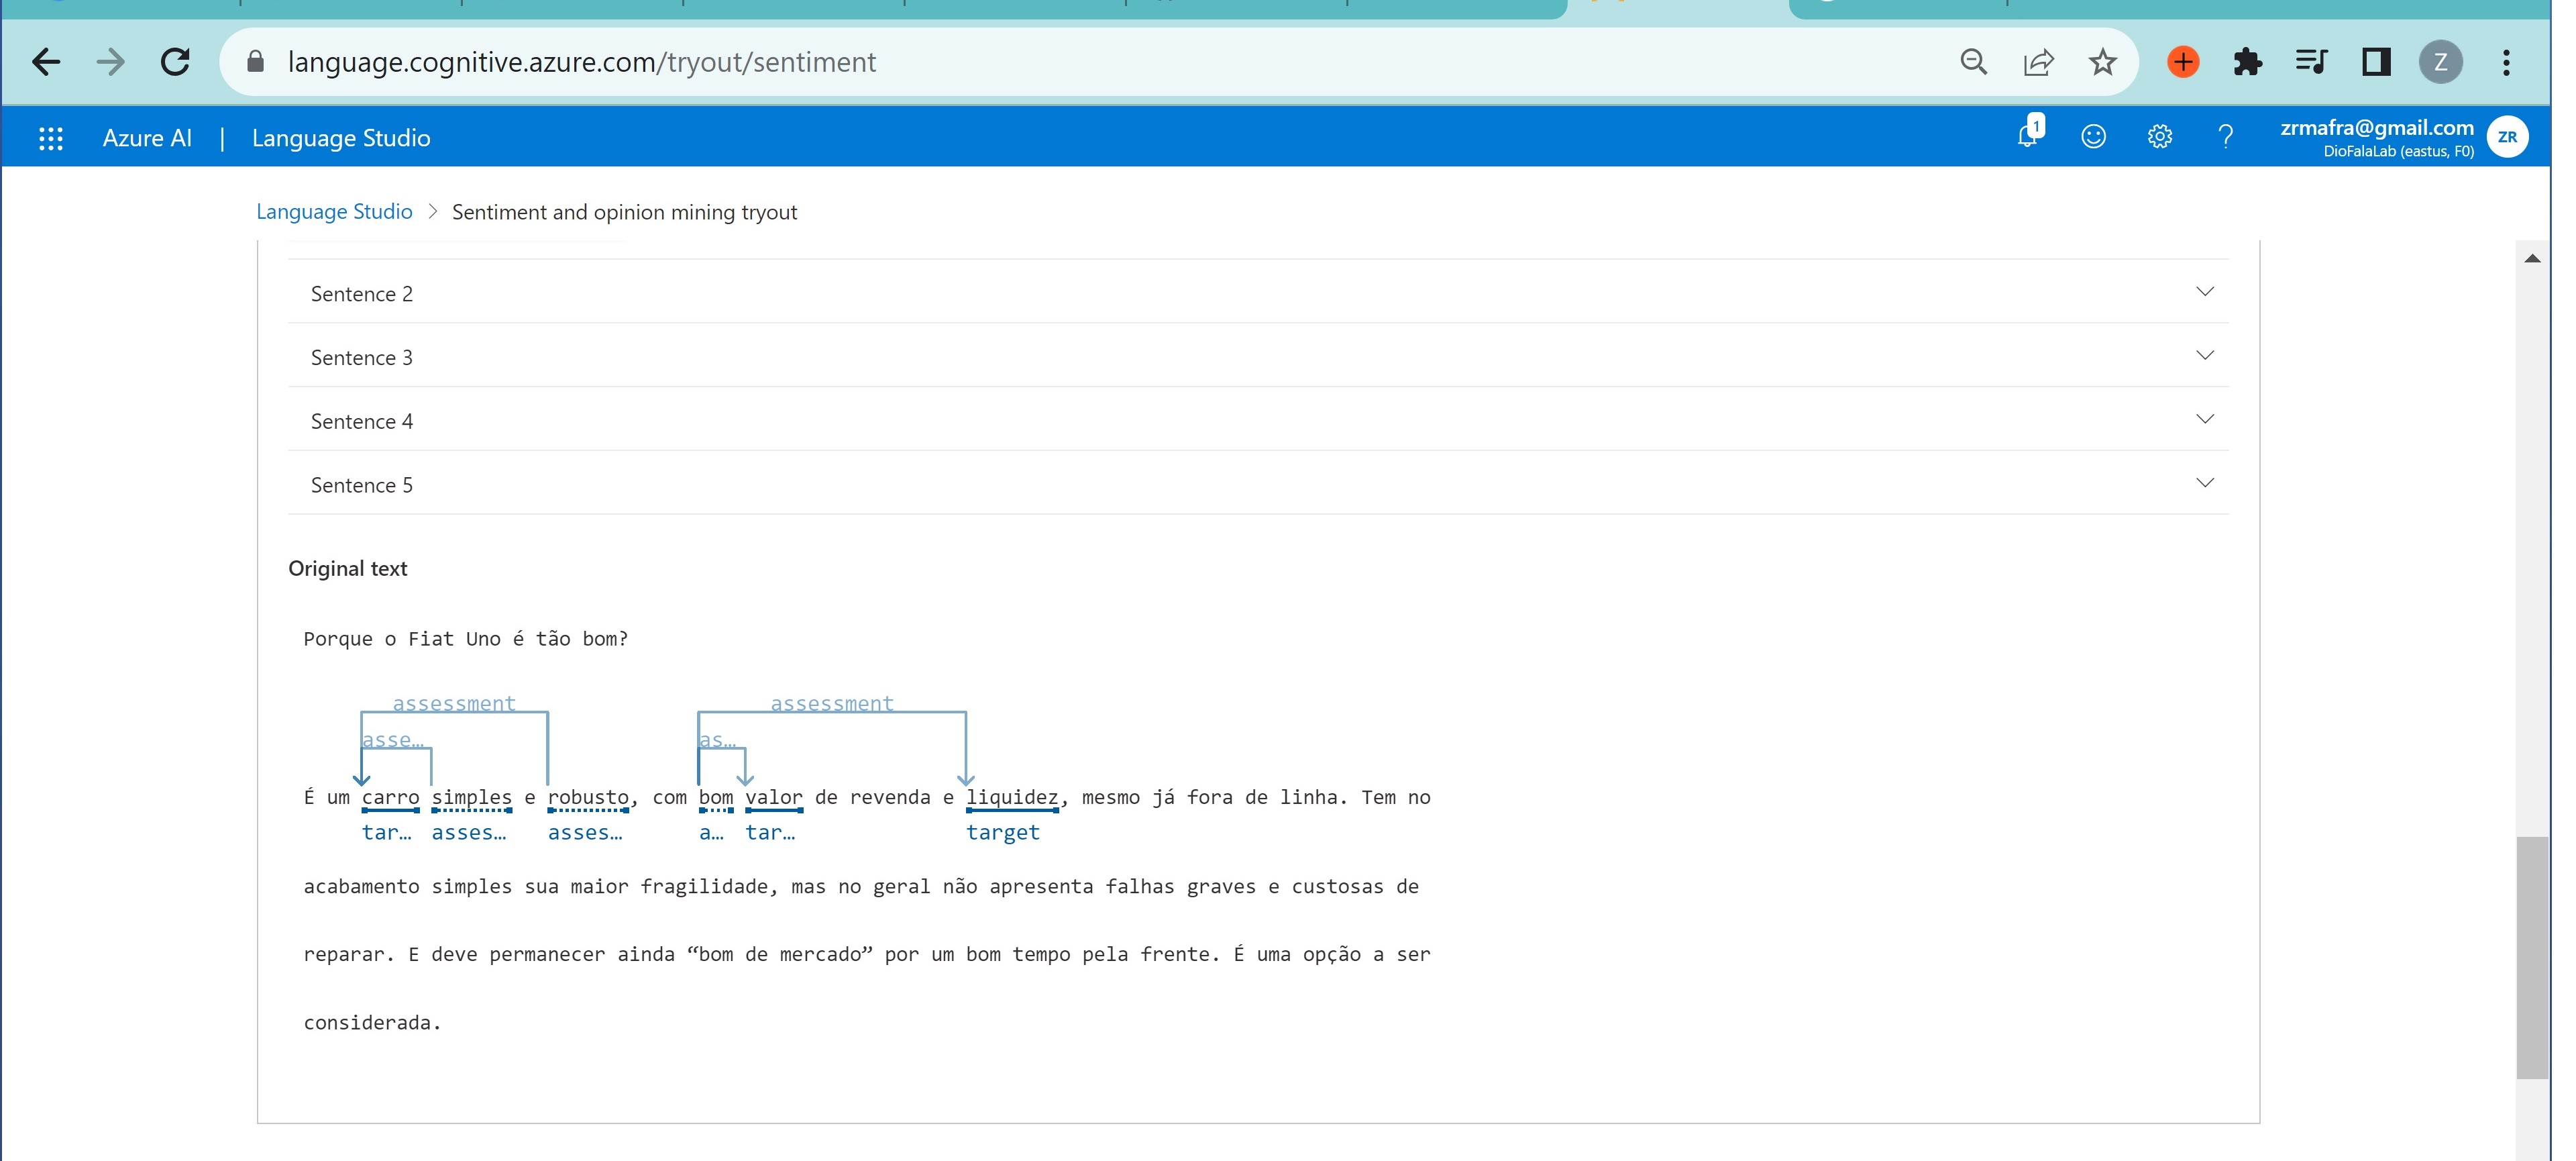 language.cognitive.azure.com/tryout/sentiment
Z
Azure AI | Language Studio
1
zrmafra@gmail.com
DioFalaLab (eastus, F0)
ZR
Language Studio > Sentiment and opinion mining tryout
Sentence 2
Sentence 3
Sentence 4
Sentence 5
Original text
Porque o Fiat Uno é tão bom?
assessment assessment
asse... as...
É um carro simples e robusto, com bom valor de revenda e liquidez, mesmo já fora de linha. Tem no
tar... asses... asses... a... tar... target
acabamento simples sua maior fragilidade, mas no geral não apresenta falhas graves e custosas de
reparar. E deve permanecer ainda “bom de mercado” por um bom tempo pela frente. É uma opção a ser
considerada.